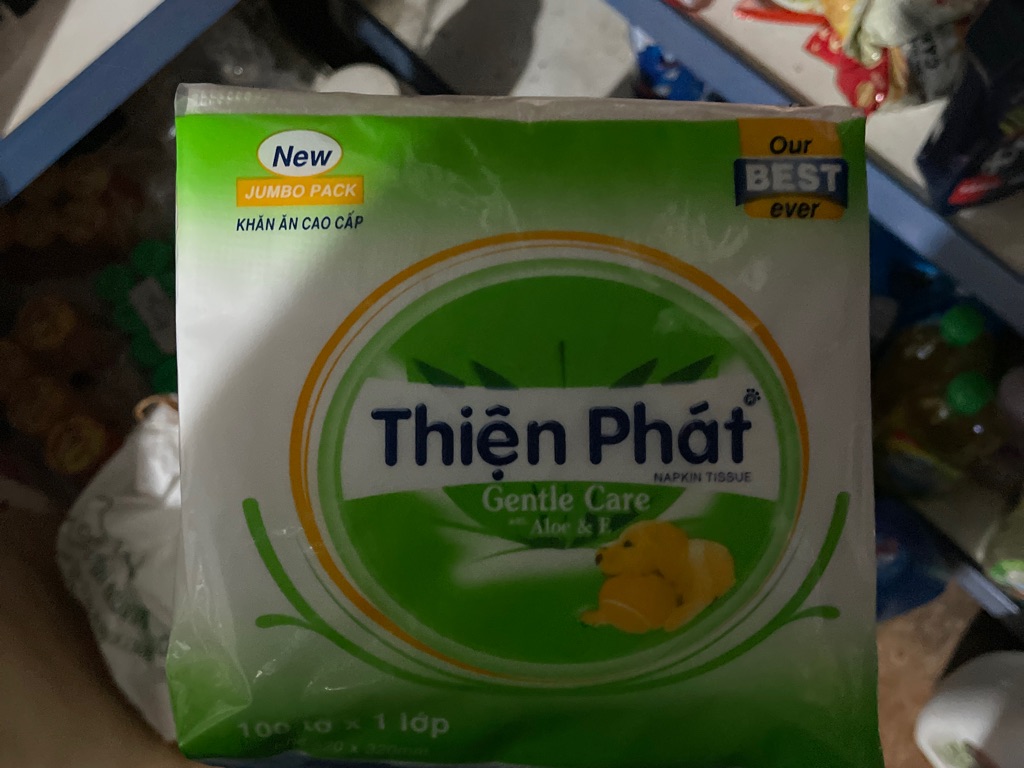 New
JUMBO PACK
KHĂN ĂN CAO CẤP
Our
BEST
ever
Thiện Phát
NAPKIN TISSUE
Gentle Care
Aloe & E
100 tờ x 1 lớp